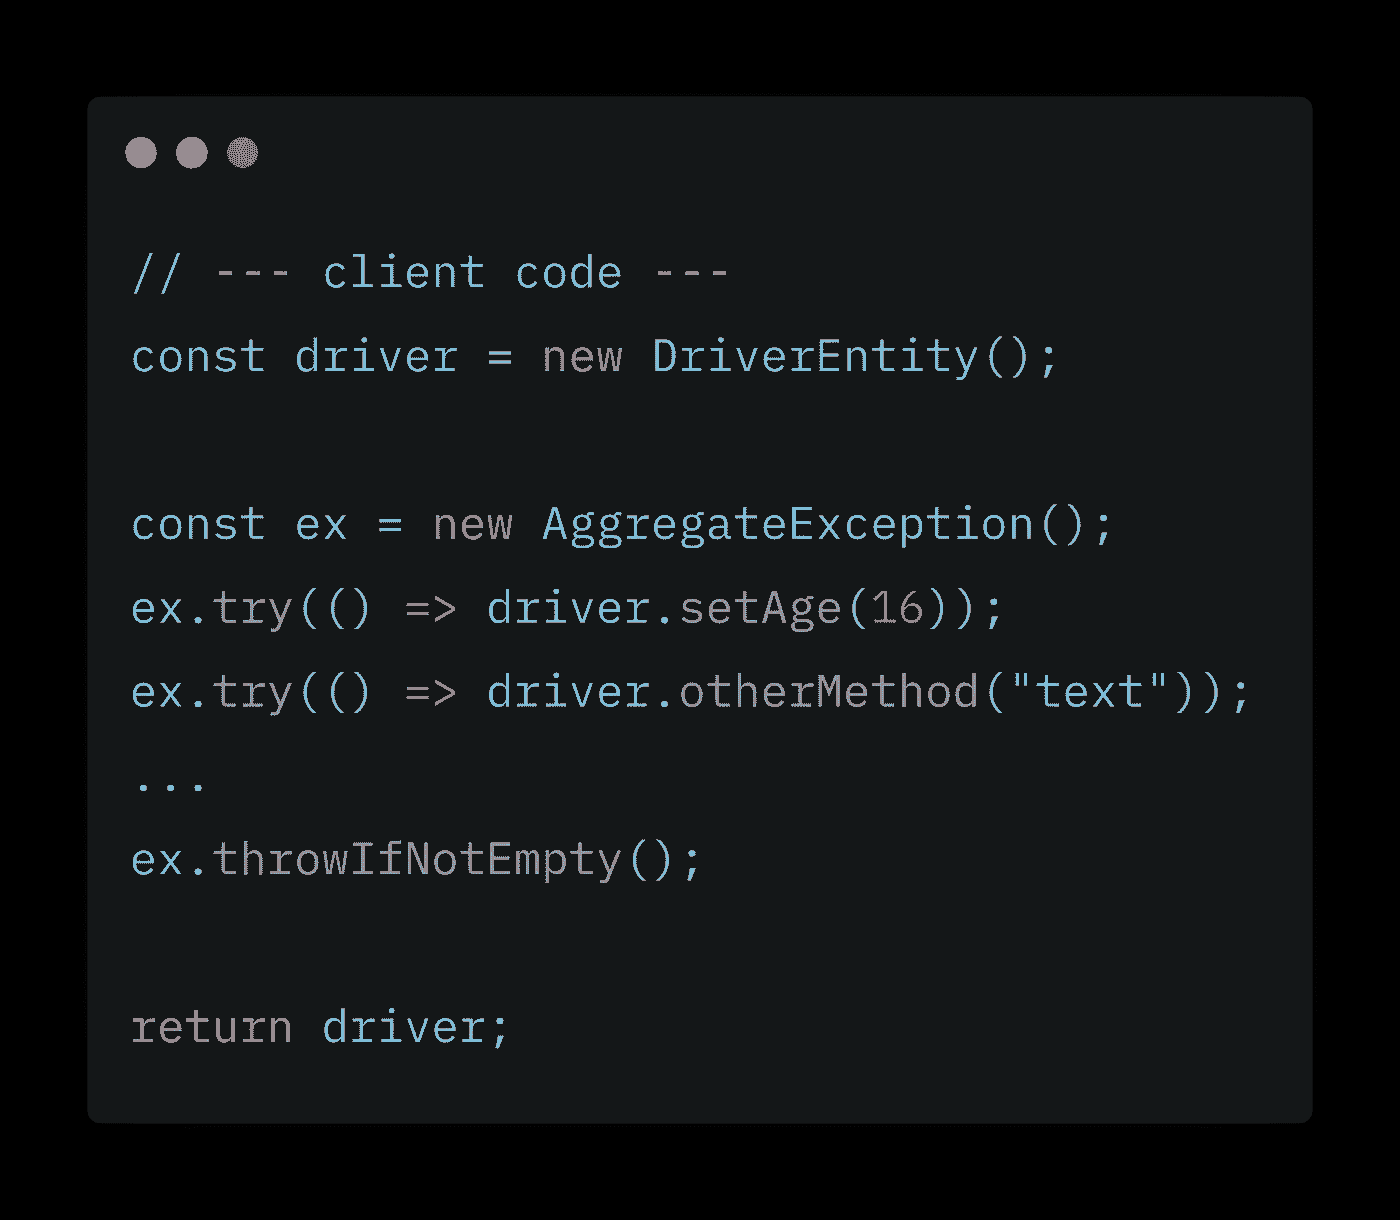 // --- client code ---
const driver = new DriverEntity();
const ex = new AggregateException();
ex.try(() => driver.setAge(16));
ex.try(() => driver.otherMethod("text"));
...
ex.throwIfNotEmpty();
return driver;